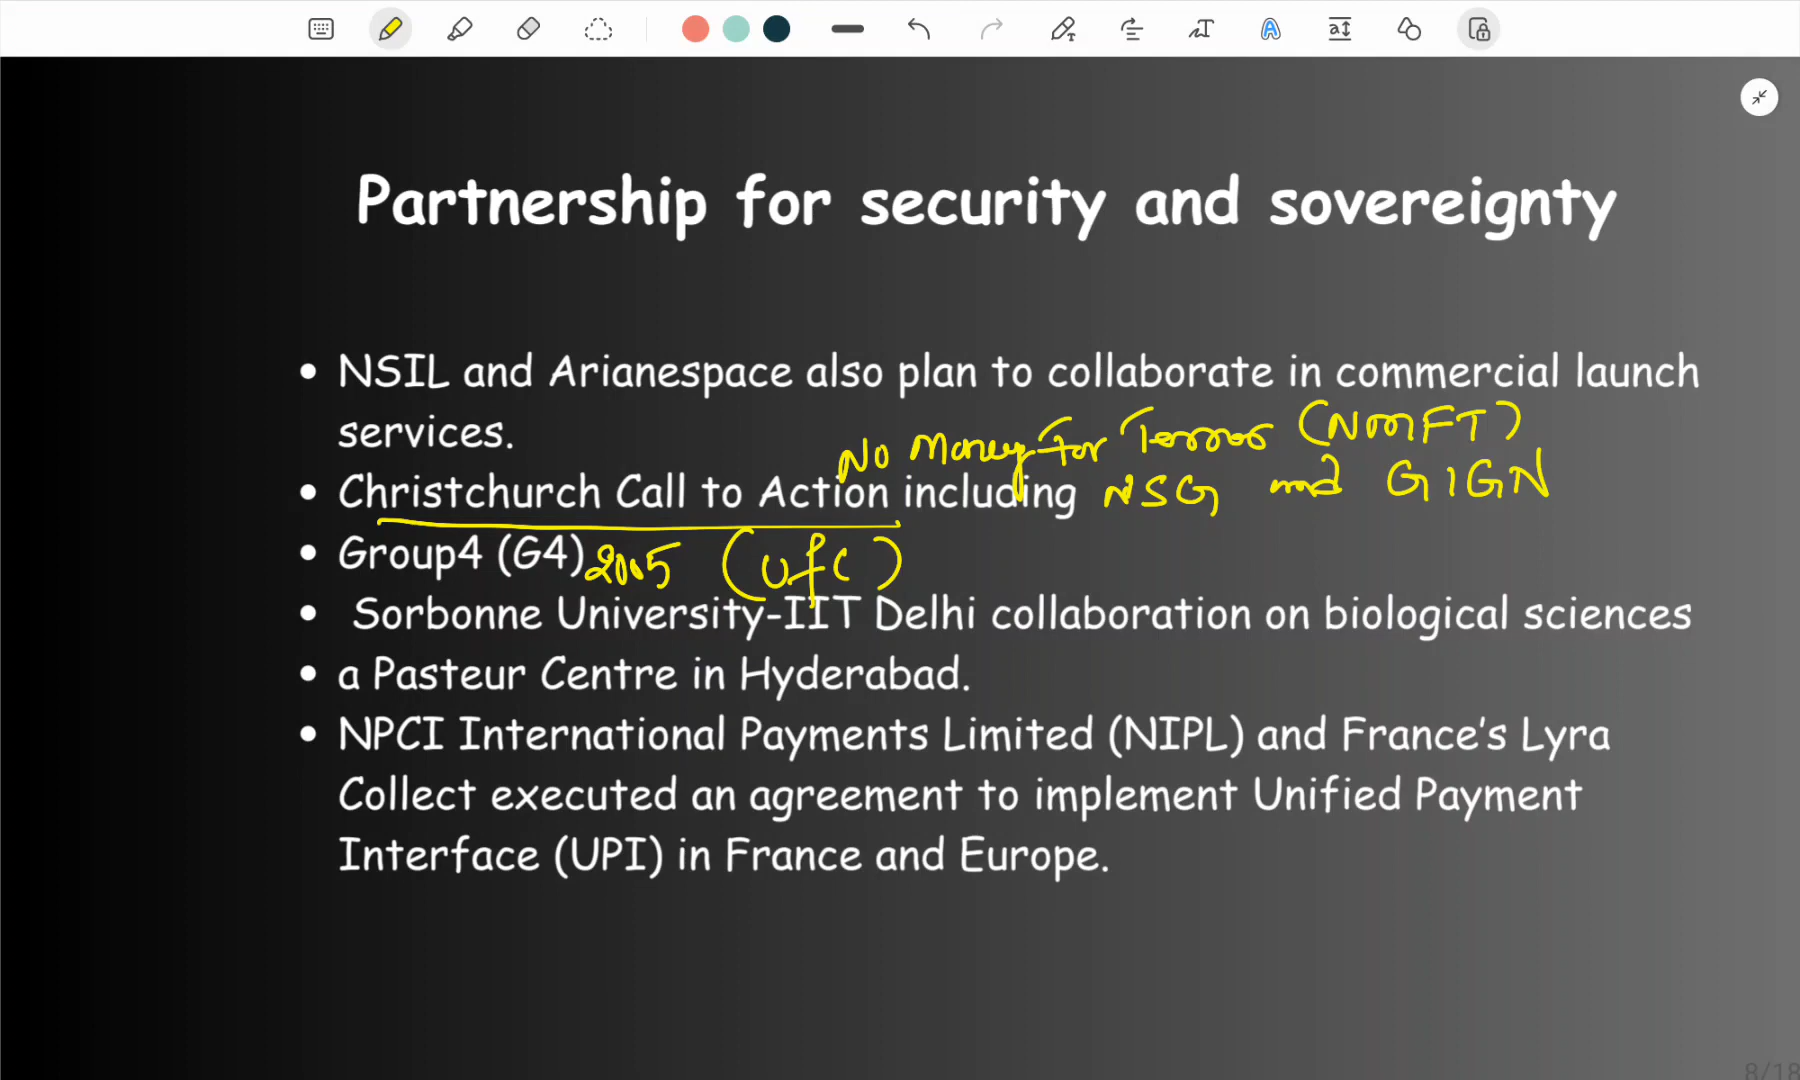 Partnership for security and sovereignty
• NSIL and Arianespace also plan to collaborate in commercial launch
services.
No Money For Terror (NMFT)
• Christchurch Call to Action including NSG and GIGN
• Group4 (G4) 2005 (UfC)
• Sorbonne University-IIT Delhi collaboration on biological sciences
• a Pasteur Centre in Hyderabad.
• NPCI International Payments Limited (NIPL) and France's Lyra
Collect executed an agreement to implement Unified Payment
Interface (UPI) in France and Europe.
8/18